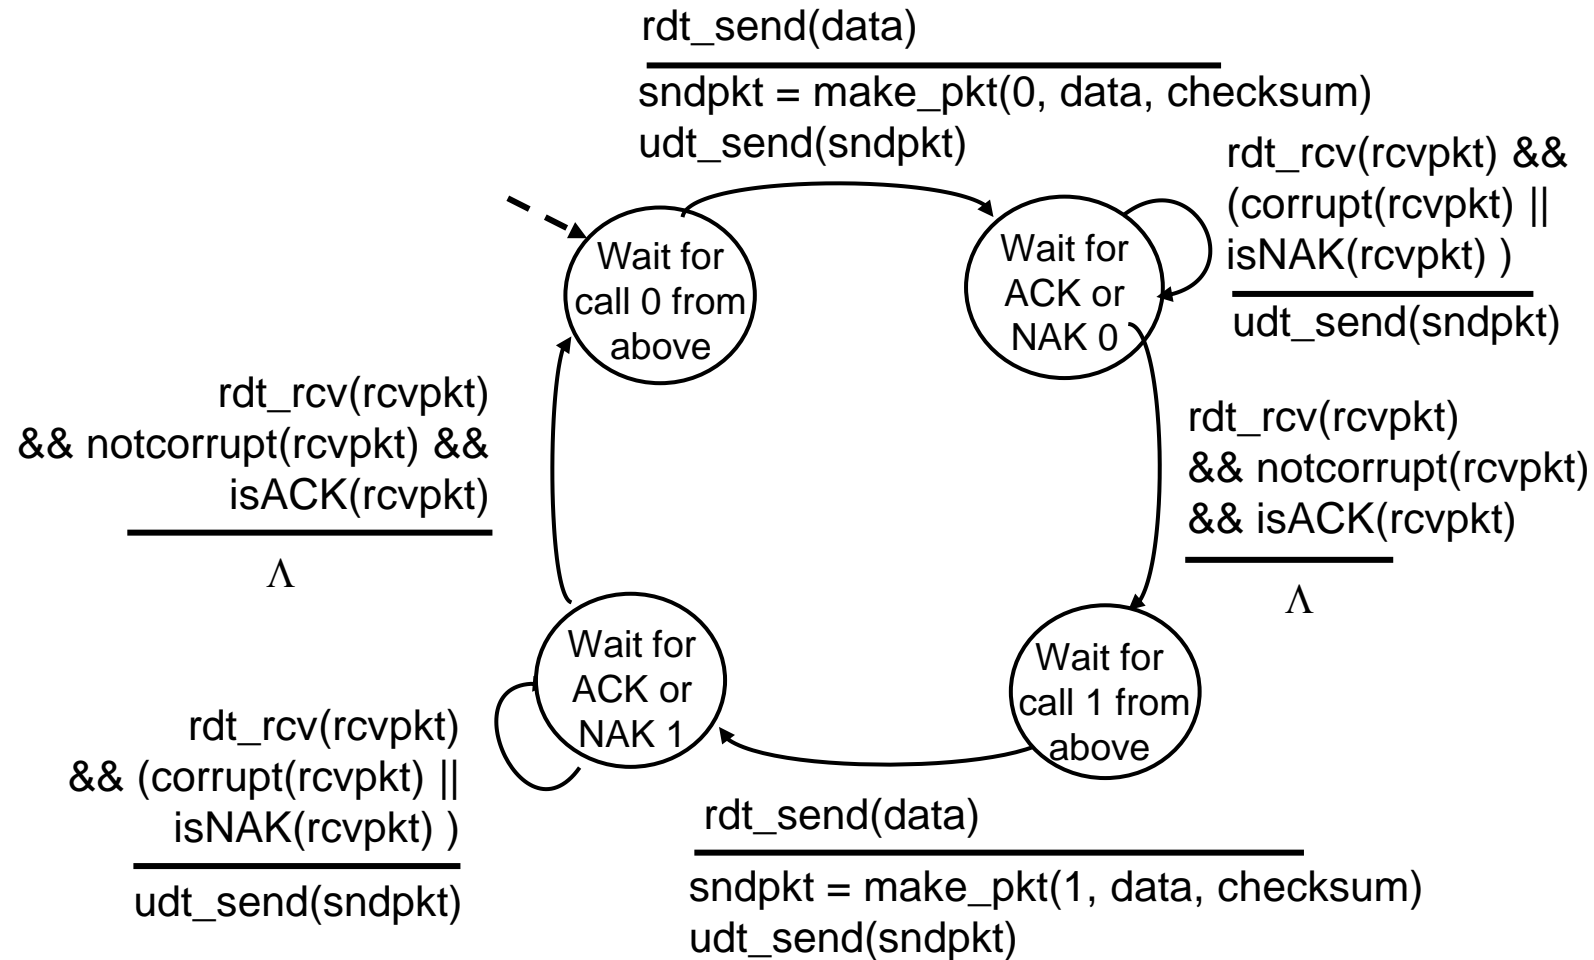 rdt_send(data)
sndpkt = make_pkt(0, data, checksum)
udt_send(sndpkt)
rdt_rcv(rcvpkt) &&
(corrupt(rcvpkt) ||
isNAK(rcvpkt) )
udt_send(sndpkt)
Wait for
call 0 from
above
Wait for
ACK or
NAK 0
rdt_rcv(rcvpkt)
&& notcorrupt(rcvpkt) &&
isACK(rcvpkt)
Λ
rdt_rcv(rcvpkt)
&& notcorrupt(rcvpkt)
&& isACK(rcvpkt)
Λ
Wait for
ACK or
NAK 1
Wait for
call 1 from
above
rdt_rcv(rcvpkt)
&& (corrupt(rcvpkt) ||
isNAK(rcvpkt) )
udt_send(sndpkt)
rdt_send(data)
sndpkt = make_pkt(1, data, checksum)
udt_send(sndpkt)